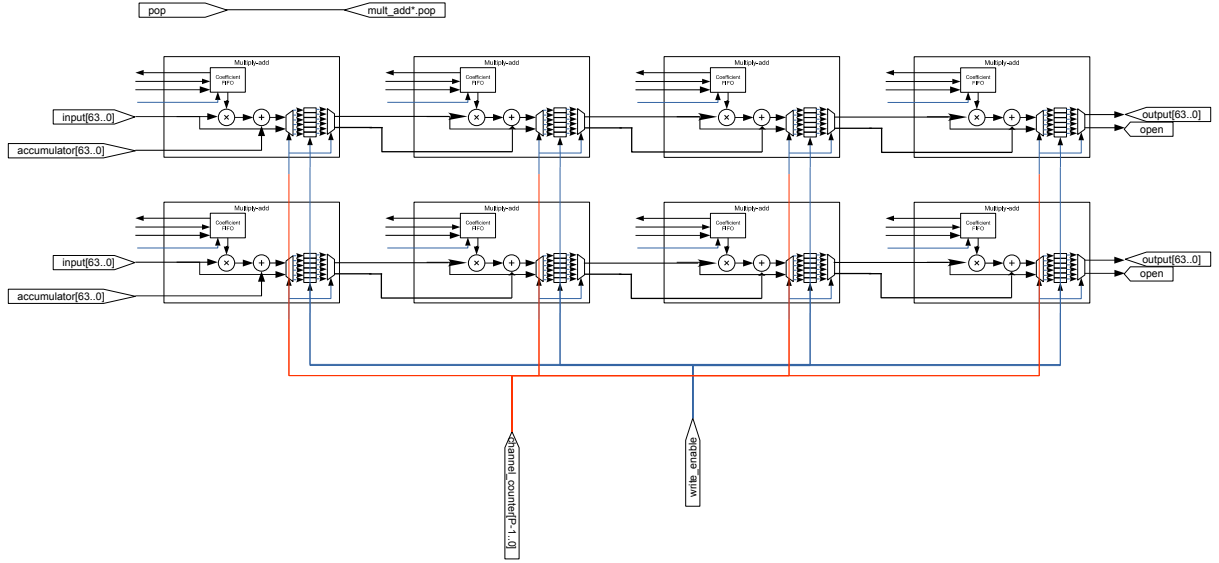 pop
mult_add*.pop
Multiply-add
Multiply-add
Multiply-add
Multiply-add
Coefficient
FIFO
Coefficient
FIFO
Coefficient
FIFO
Coefficient
FIFO
input[63..0]
accumulator[63..0]
output[63..0]
open
Multiply-add
Multiply-add
Multiply-add
Multiply-add
Coefficient
FIFO
Coefficient
FIFO
Coefficient
FIFO
Coefficient
FIFO
input[63..0]
accumulator[63..0]
output[63..0]
open
channel_counter[P-1..0]
write_enable